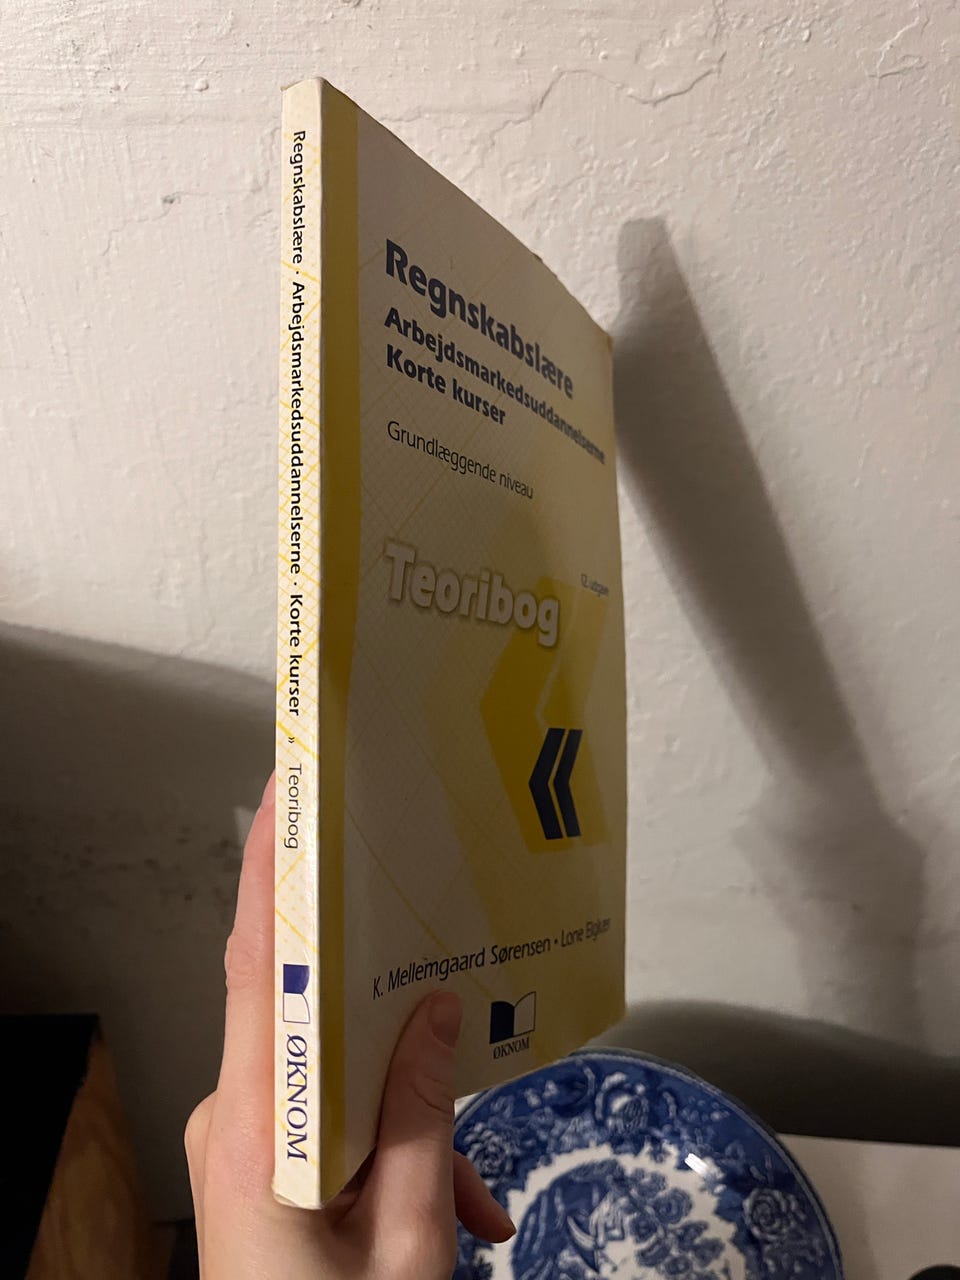 Regnskabslære · Arbejdsmarkedsuddannelserne · Korte kurser » Teoribog
ØKNOM
Regnskabslære
Arbejdsmarkedsuddannelserne
Korte kurser
Grundlæggende niveau
12. udgave
Teoribog
K. Mellemgaard Sørensen · Lone Elgkær
ØKNOM